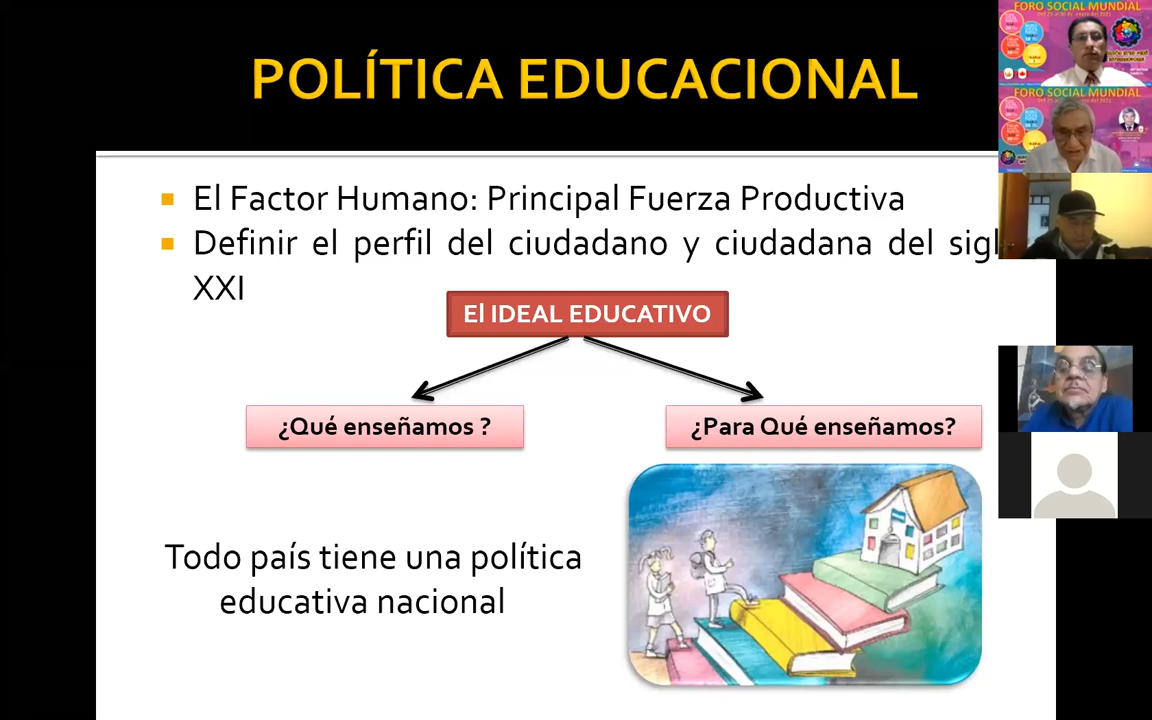 POLÍTICA EDUCACIONAL
El Factor Humano: Principal Fuerza Productiva
Definir el perfil del ciudadano y ciudadana del sigl
XXI
El IDEAL EDUCATIVO
¿Qué enseñamos ?
¿Para Qué enseñamos?
Todo país tiene una política
educativa nacional
FORO SOCIAL MUNDIAL
FORO SOCIAL MUNDIAL